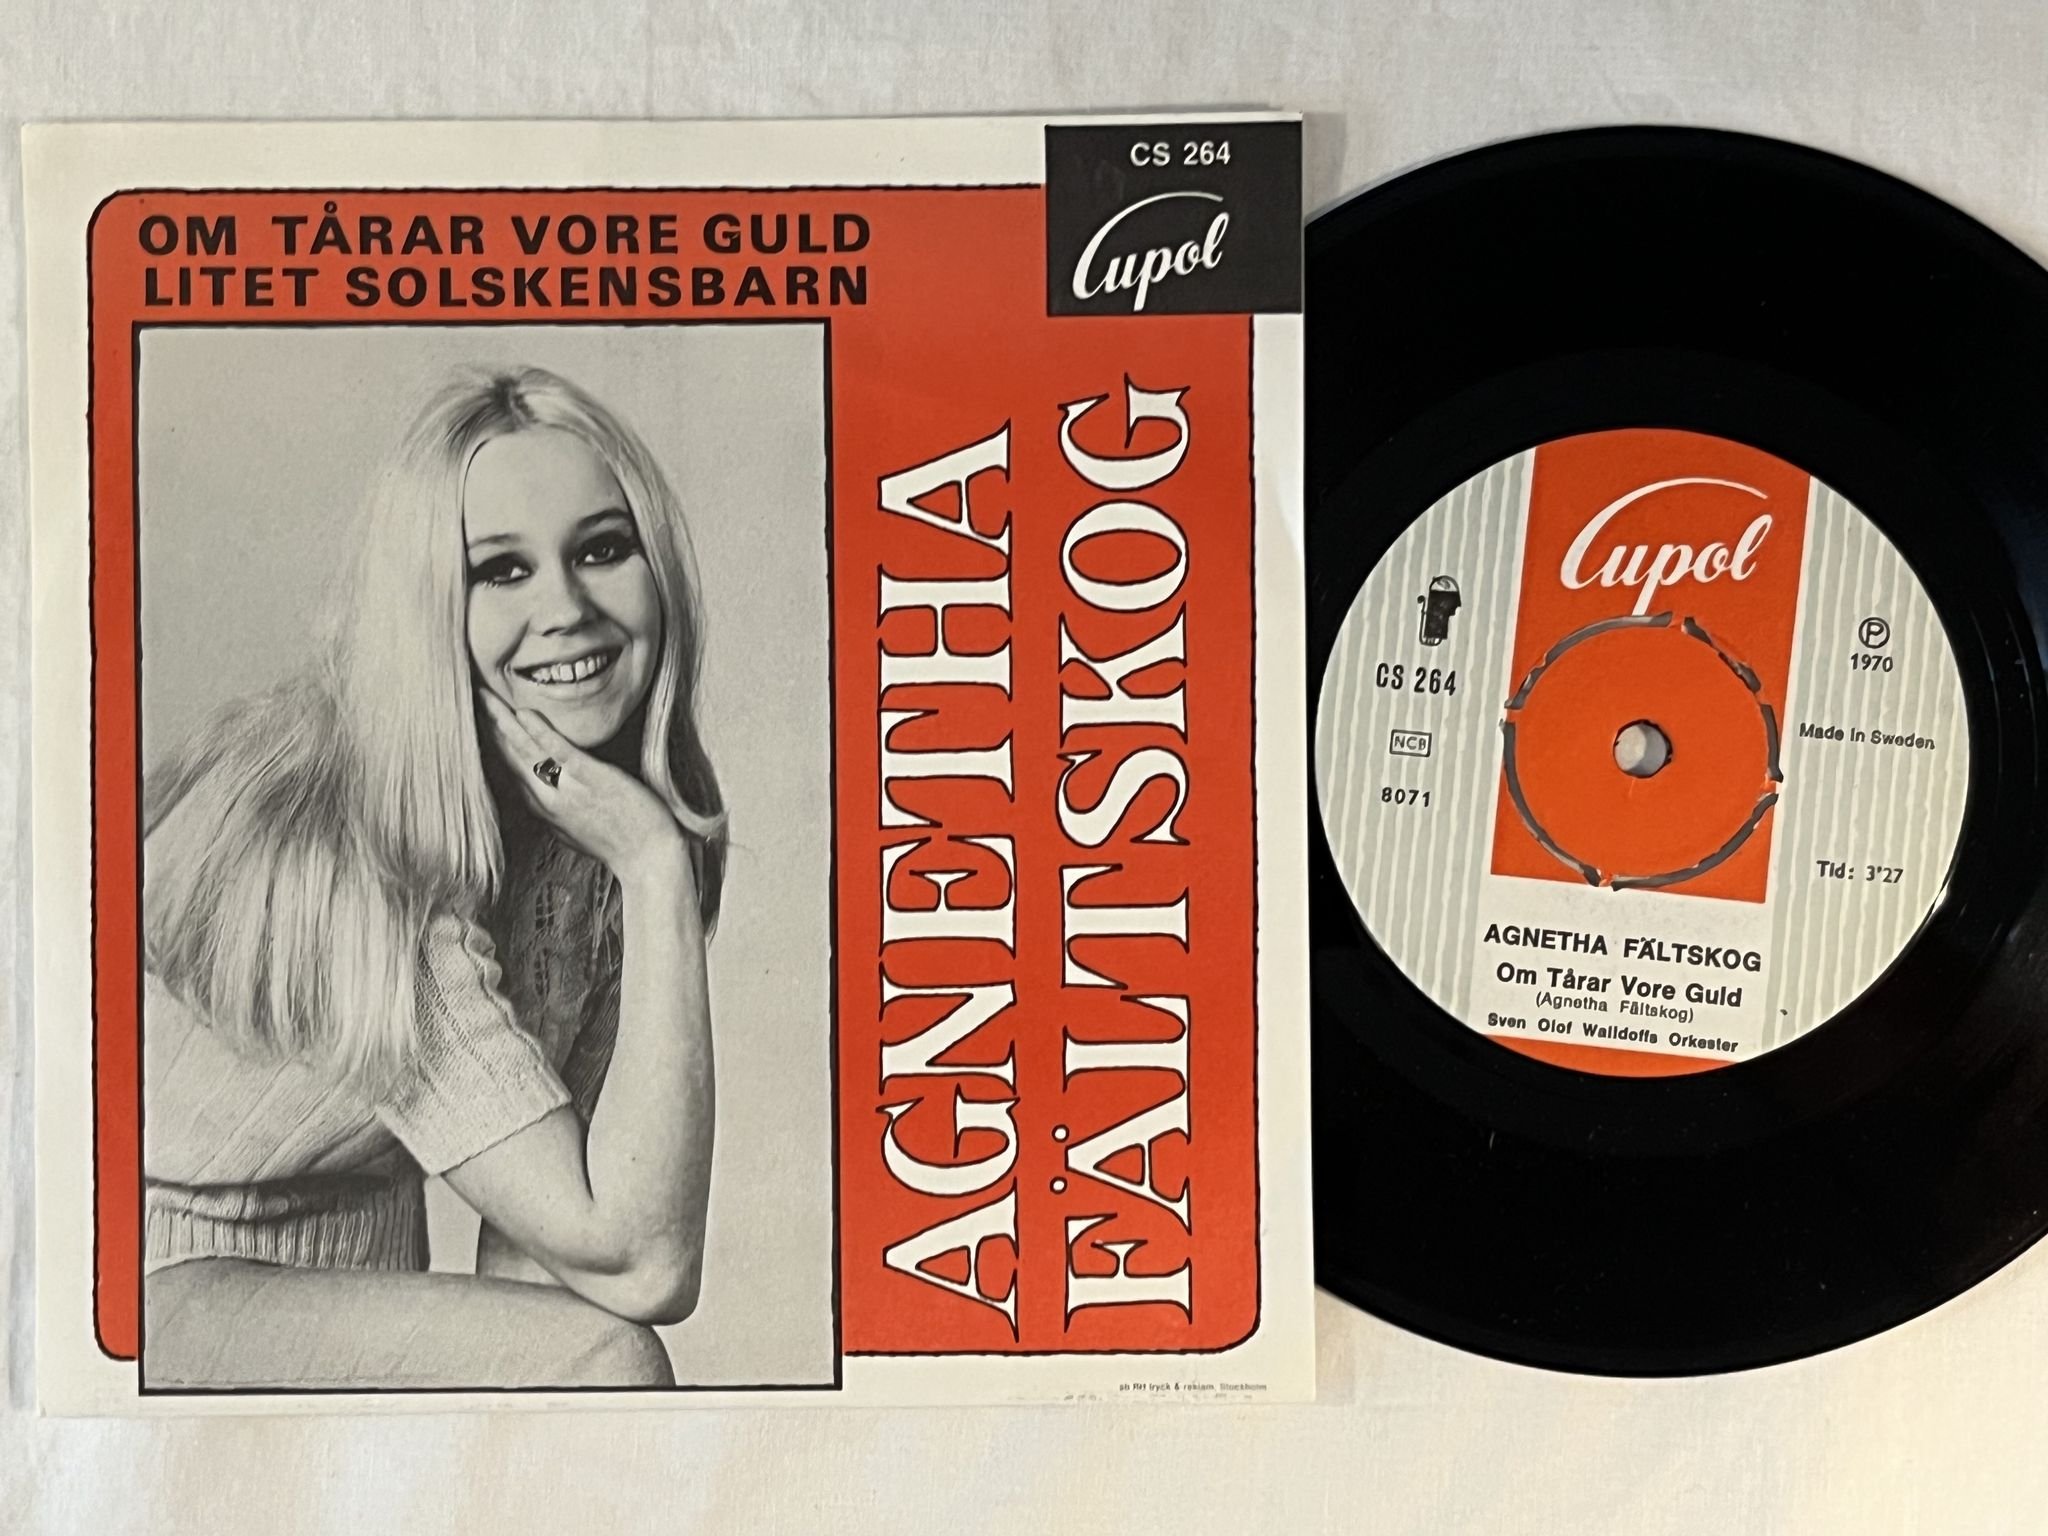 OM TÅRAR VORE GULD
LITET SOLSKENSBARN
CS 264
Cupol
AGNETHA
FÄLTSKOG
Stockholm
Cupol
CS 264
NCB
8071
P
1970
Made in Sweden
Tid: 3'27
AGNETHA FÄLTSKOG
Om Tårar Vore Guld
(Agnetha Fältskog)
Sven Olof Walldoffs Orkester